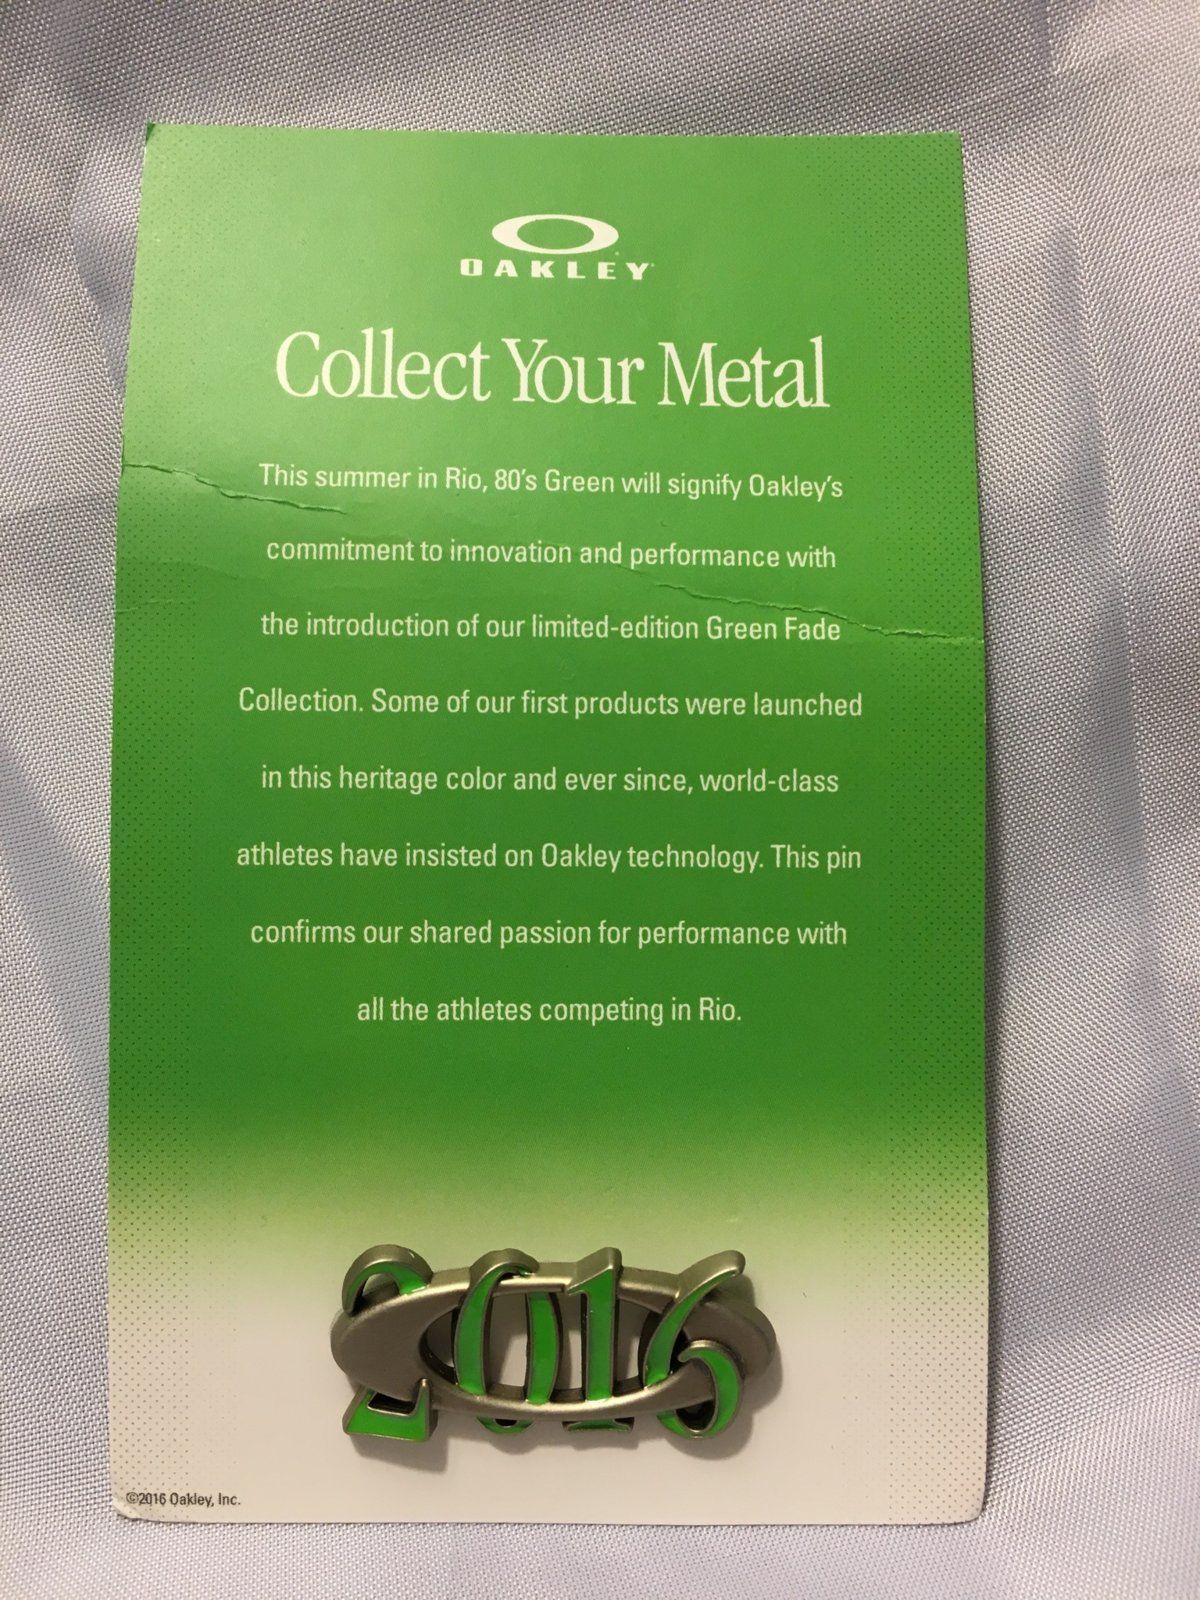 OAKLEY
Collect Your Metal
This summer in Rio, 80's Green will signify Oakley's
commitment to innovation and performance with
the introduction of our limited-edition Green Fade
Collection. Some of our first products were launched
in this heritage color and ever since, world-class
athletes have insisted on Oakley technology. This pin
confirms our shared passion for performance with
all the athletes competing in Rio.
2016
©2016 Oakley, Inc.